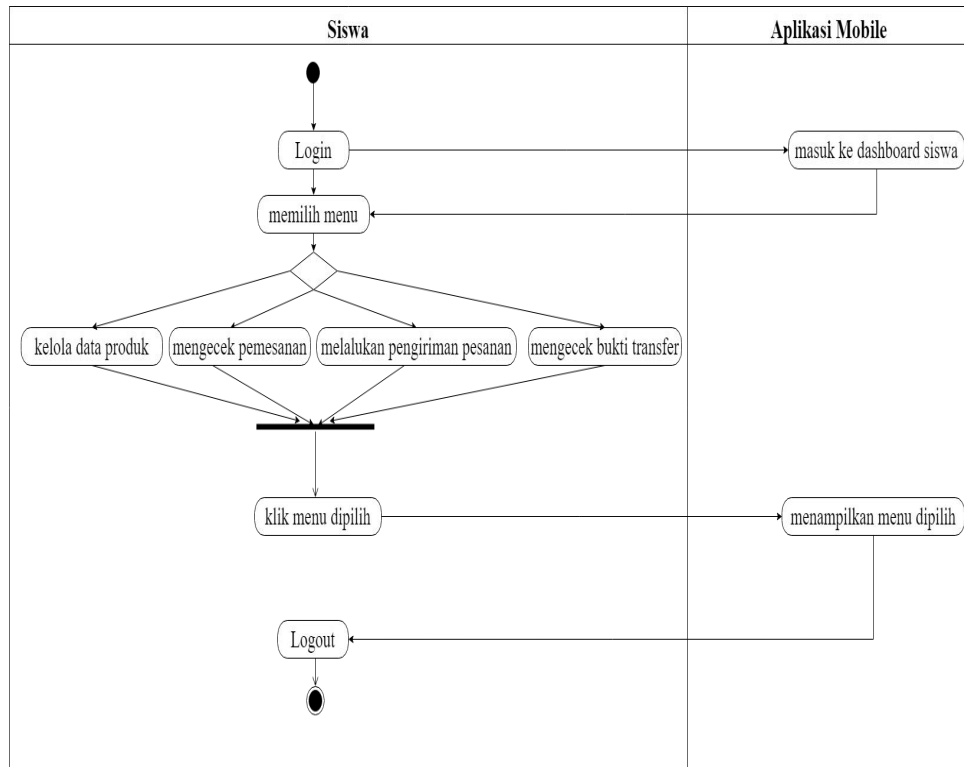 Siswa
Aplikasi Mobile
Login
masuk ke dashboard siswa
memilih menu
kelola data produk
mengecek pemesanan
melalukan pengiriman pesanan
mengecek bukti transfer
klik menu dipilih
menampilkan menu dipilih
Logout